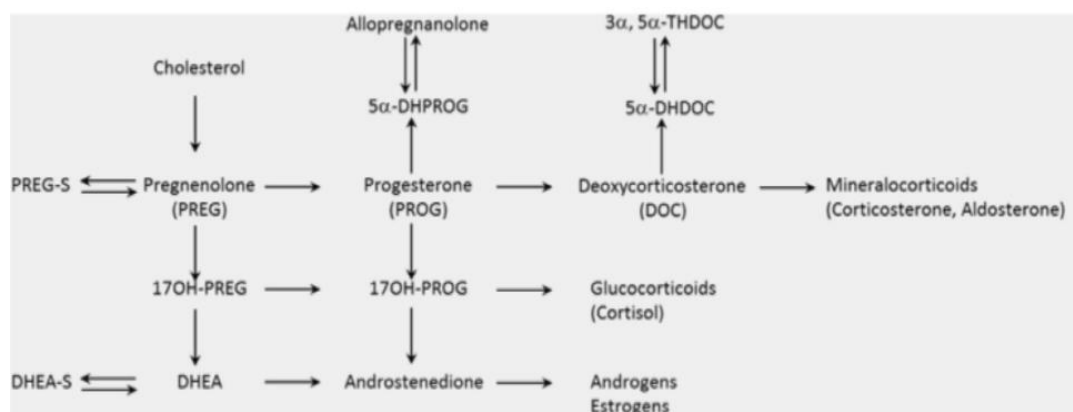 Allopregnanolone
3α, 5α-THDOC
Cholesterol
5α-DHPROG
5α-DHDOC
PREG-S
Pregnenolone
(PREG)
Progesterone
(PROG)
Deoxycorticosterone
(DOC)
Mineralocorticoids
(Corticosterone, Aldosterone)
17OH-PREG
17OH-PROG
Glucocorticoids
(Cortisol)
DHEA-S
DHEA
Androstenedione
Androgens
Estrogens